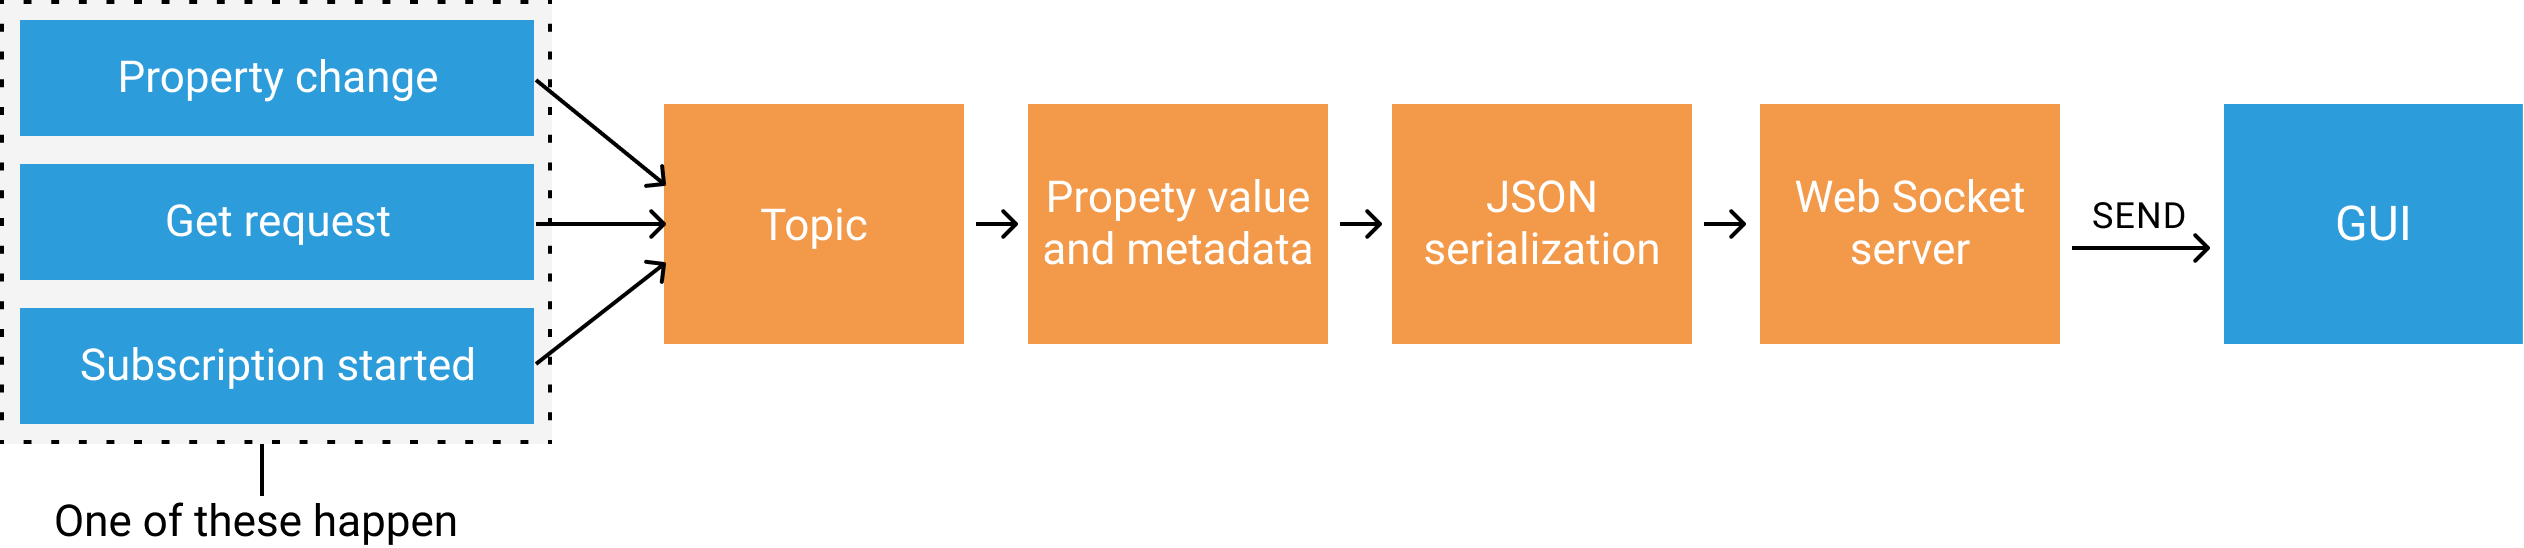 Property change
Get request
Subscription started
One of these happen
Topic
Propety value
and metadata
JSON
serialization
Web Socket
server
SEND
GUI